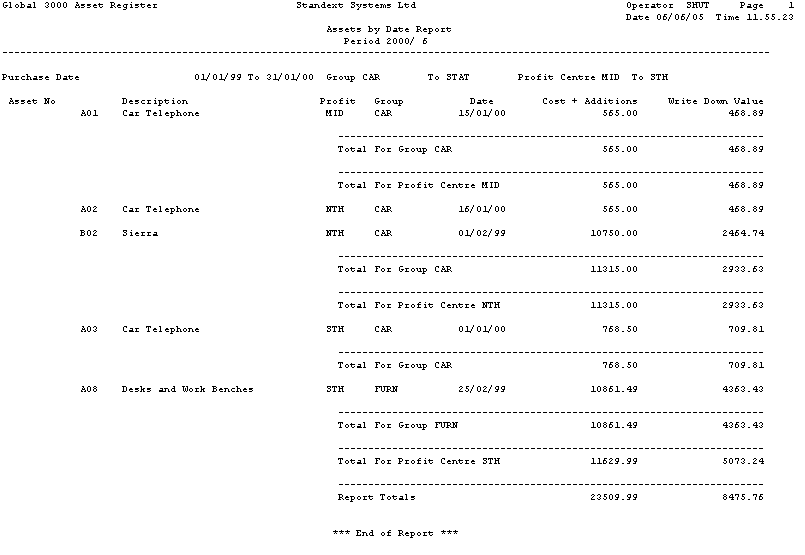 Global 3000 Asset Register Standext Systems Ltd Operator SHUT Page 1
Date 06/06/05 Time 11.55.23
Assets by Date Report
Period 2000/ 6
Purchase Date 01/01/99 To 31/01/00 Group CAR To STAT Profit Centre MID To STH
Asset No Description Profit Group Date Cost + Additions Write Down Value
A01 Car Telephone MID CAR 15/01/00 565.00 468.89
Total For Group CAR 565.00 468.89
Total For Profit Centre MID 565.00 468.89
A02 Car Telephone NTH CAR 16/01/00 565.00 468.89
B02 Sierra NTH CAR 01/02/99 10750.00 2464.74
Total For Group CAR 11315.00 2933.63
Total For Profit Centre NTH 11315.00 2933.63
A03 Car Telephone STH CAR 01/01/00 768.50 709.81
Total For Group CAR 768.50 709.81
A08 Desks and Work Benches STH FURN 25/02/99 10861.49 4363.43
Total For Group FURN 10861.49 4363.43
Total For Profit Centre STH 11629.99 5073.24
Report Totals 23509.99 8475.76
*** End of Report ***